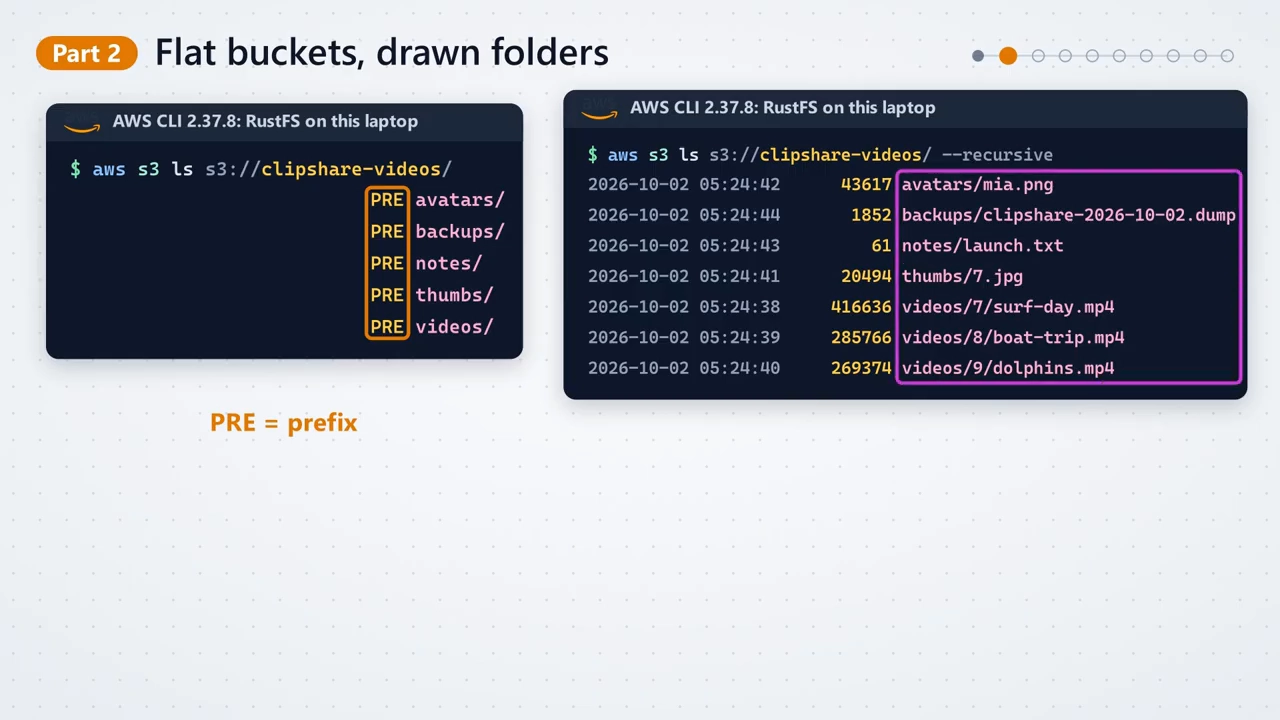 Part 2 Flat buckets, drawn folders
AWS CLI 2.37.8: RustFS on this laptop
$ aws s3 ls s3://clipshare-videos/
PRE avatars/
PRE backups/
PRE notes/
PRE thumbs/
PRE videos/
PRE = prefix
AWS CLI 2.37.8: RustFS on this laptop
$ aws s3 ls s3://clipshare-videos/ --recursive
2026-10-02 05:24:42 43617 avatars/mia.png
2026-10-02 05:24:44 1852 backups/clipshare-2026-10-02.dump
2026-10-02 05:24:43 61 notes/launch.txt
2026-10-02 05:24:41 20494 thumbs/7.jpg
2026-10-02 05:24:38 416636 videos/7/surf-day.mp4
2026-10-02 05:24:39 285766 videos/8/boat-trip.mp4
2026-10-02 05:24:40 269374 videos/9/dolphins.mp4